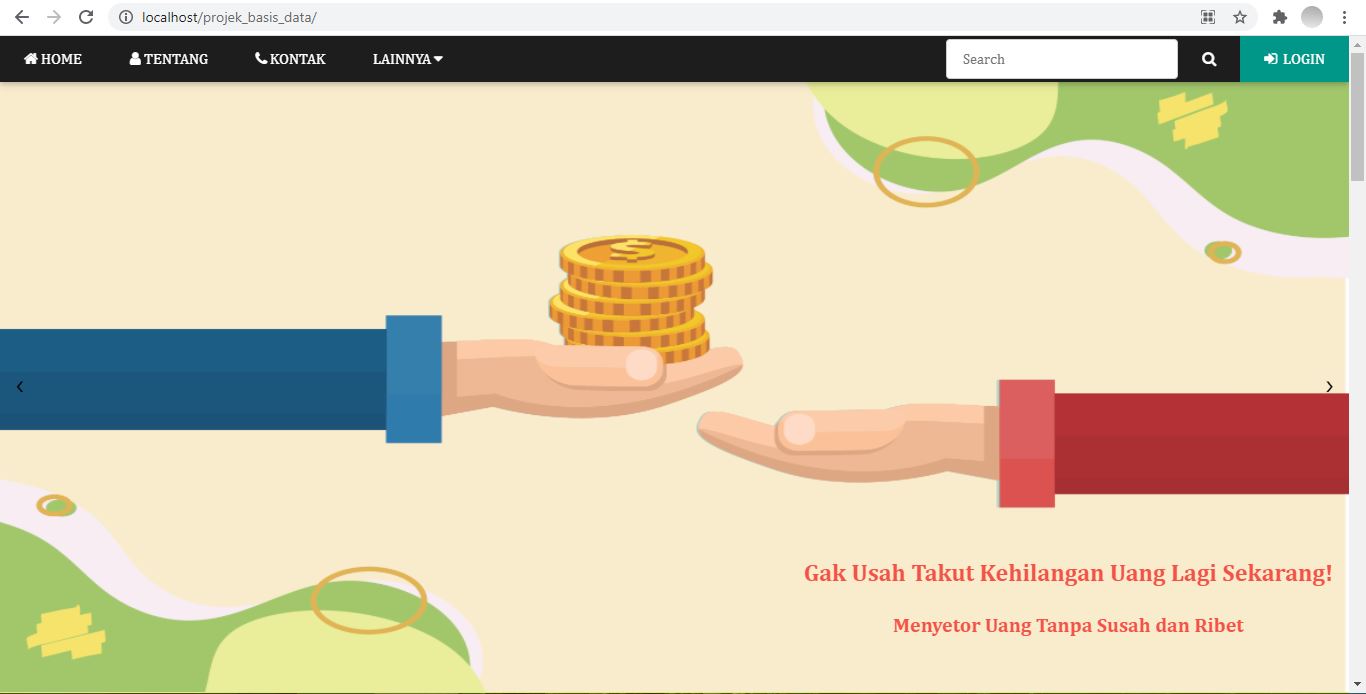 localhost/projek_basis_data/
HOME TENTANG KONTAK LAINNYA Search LOGIN
$
Gak Usah Takut Kehilangan Uang Lagi Sekarang!
Menyetor Uang Tanpa Susah dan Ribet